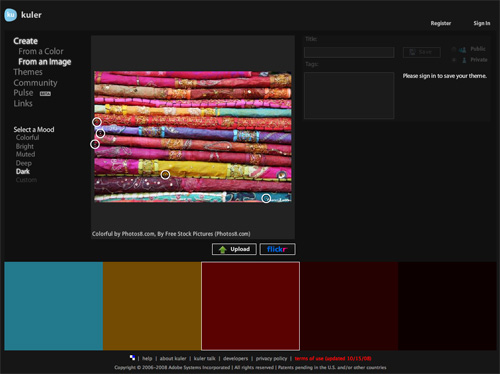 ku kuler
Register Sign In
Create
From a Color
From an Image
Themes
Community
Pulse BETA
Links
Select a Mood
Colorful
Bright
Muted
Deep
Dark
Custom
Title:
Save
Public
Private
Tags:
Please sign in to save your theme.
Colorful by Photos8.com, By Free Stock Pictures (Photos8.com)
Upload
flickr
| help | about kuler | kuler talk | developers | privacy policy | terms of use (updated 10/15/08)
Copyright © 2006-2008 Adobe Systems Incorporated | All rights reserved | Patents pending in the U.S. and/or other countries